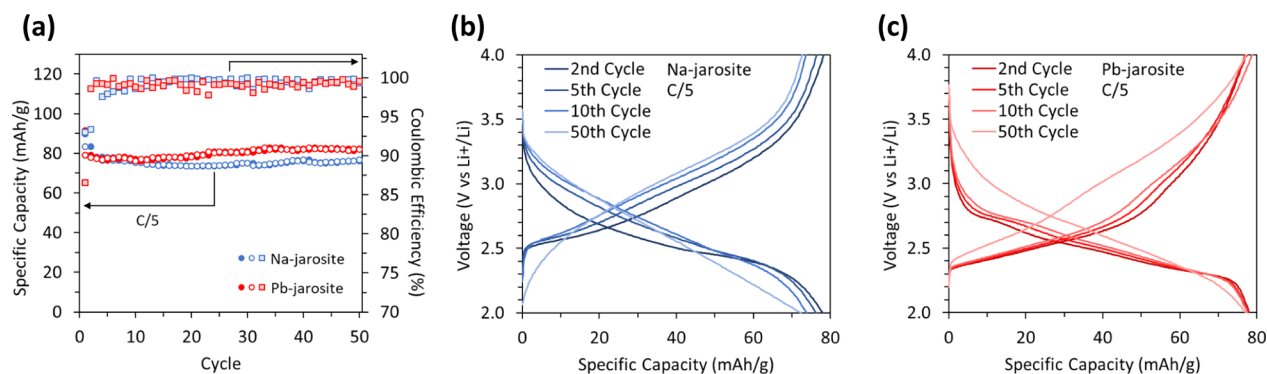 (a)
120
100
80
60
40
20
0
Specific Capacity (mAh/g)
100
95
90
85
80
75
70
Coulombic Efficiency (%)
C/5
Na-jarosite
Pb-jarosite
0 10 20 30 40 50
Cycle
(b)
4.0
3.5
3.0
2.5
2.0
Voltage (V vs Li+/Li)
2nd Cycle Na-jarosite
5th Cycle C/5
10th Cycle
50th Cycle
0 20 40 60 80
Specific Capacity (mAh/g)
(c)
4.0
3.5
3.0
2.5
2.0
Voltage (V vs Li+/Li)
2nd Cycle Pb-jarosite
5th Cycle C/5
10th Cycle
50th Cycle
0 20 40 60 80
Specific Capacity (mAh/g)